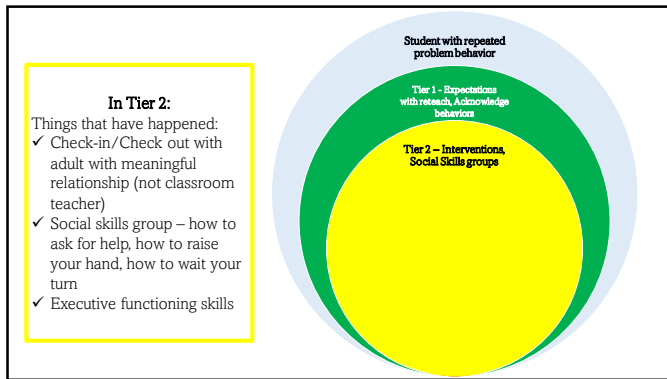 In Tier 2:
Things that have happened:
✓ Check-in/Check out with
adult with meaningful
relationship (not classroom
teacher)
✓ Social skills group – how to
ask for help, how to raise
your hand, how to wait your
turn
✓ Executive functioning skills
Student with repeated
problem behavior
Tier 1 - Expectations
with reteach, Acknowledge
behaviors
Tier 2 – Interventions,
Social Skills groups